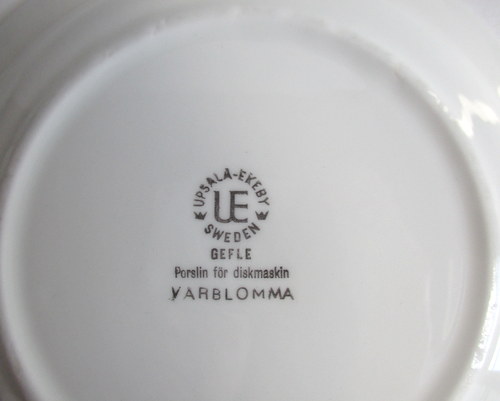 UPSALA-EKEBY
UE
SWEDEN
GEFLE
Porslin för diskmaskin
VARBLOMMA